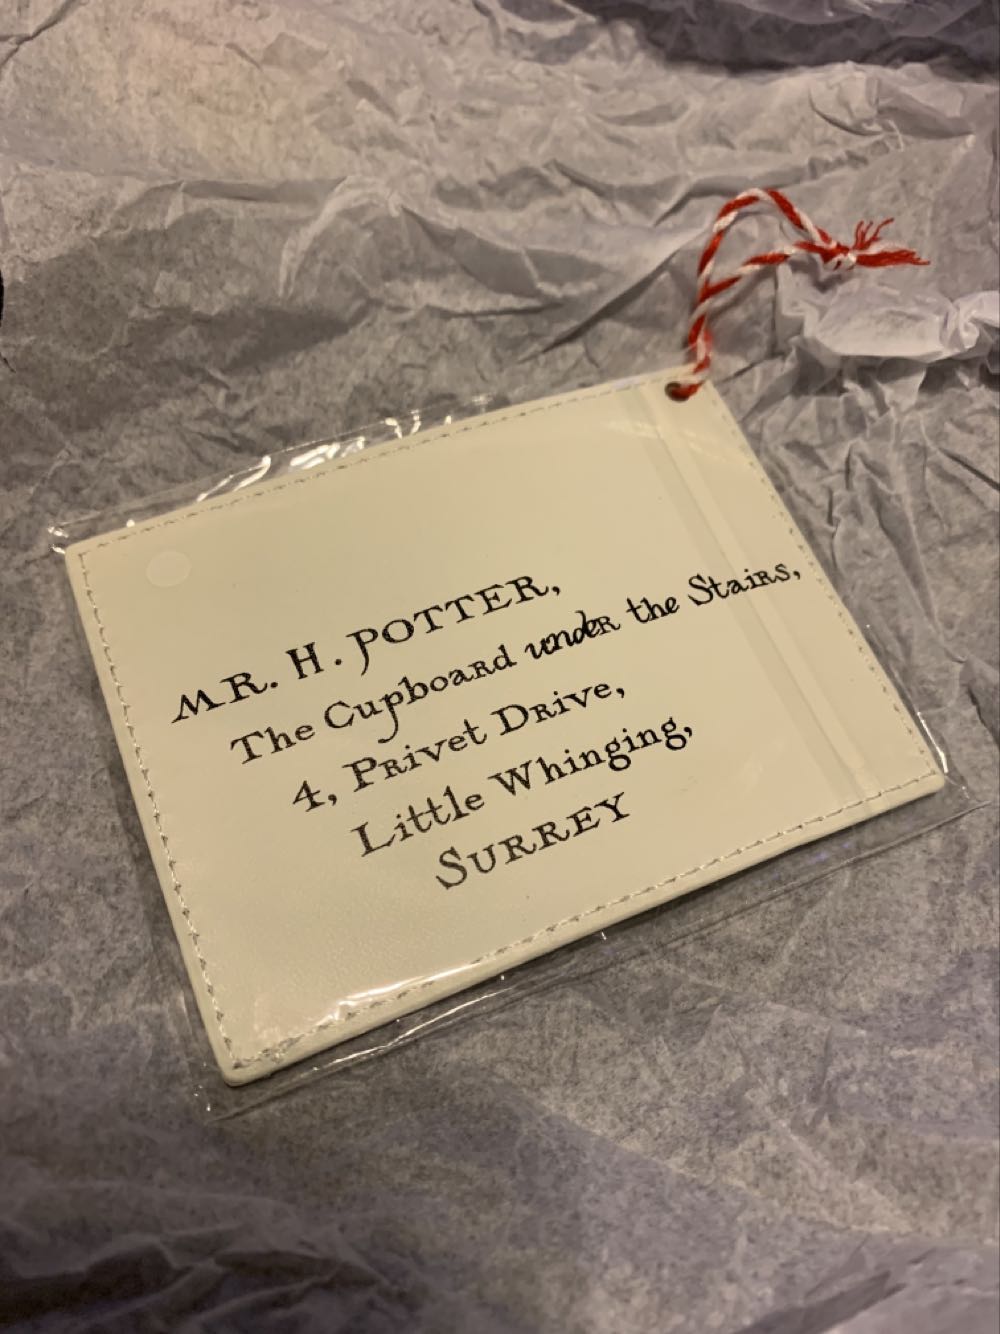 MR. H. POTTER,
The Cupboard under the Stairs,
4, Privet Drive,
Little Whinging,
SURREY